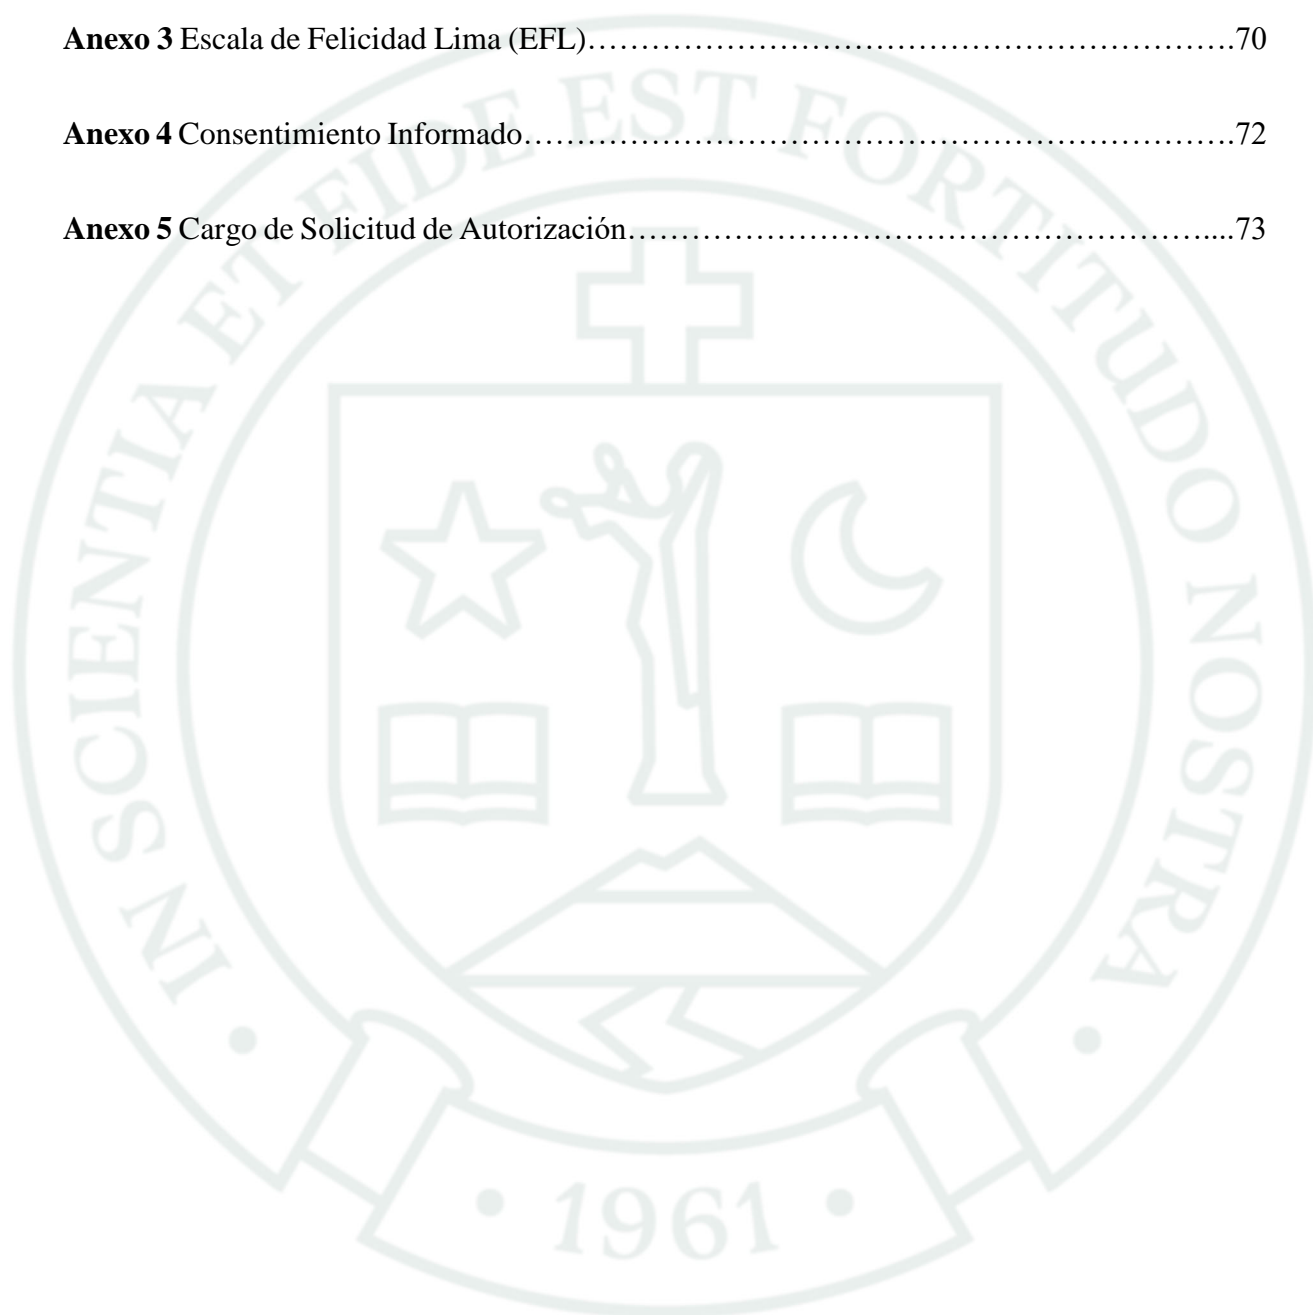 Anexo 3 Escala de Felicidad Lima (EFL)……………………………………………………………….70
Anexo 4 Consentimiento Informado…………………………………………………………………….72
Anexo 5 Cargo de Solicitud de Autorización…………………………………………………....73
IN SCIENTIA ET FIDE EST FORTITUDO NOSTRA
• 1961 •